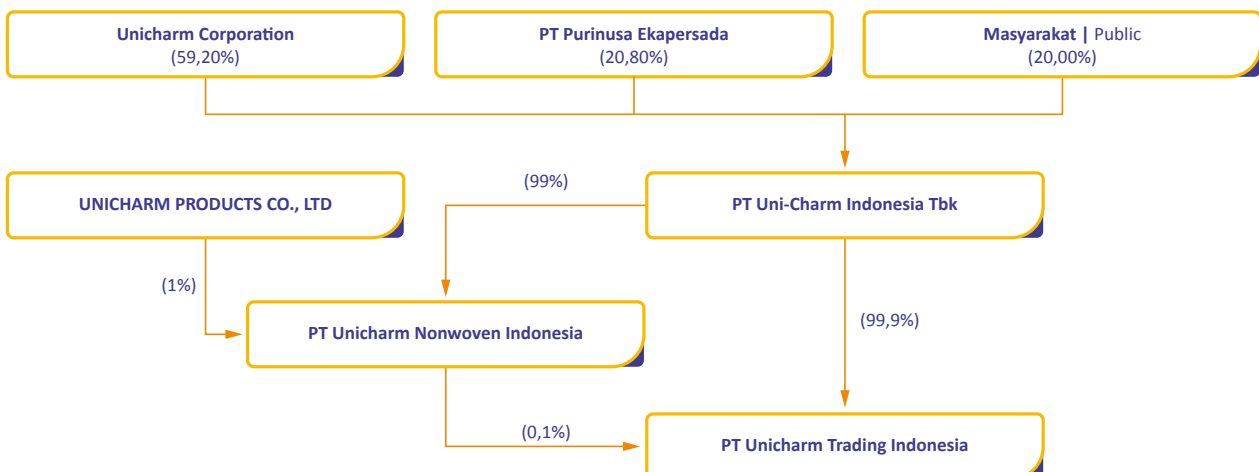 Unicharm Corporation
(59,20%)
PT Purinusa Ekapersada
(20,80%)
Masyarakat | Public
(20,00%)
UNICHARM PRODUCTS CO., LTD
(99%)
PT Uni-Charm Indonesia Tbk
(1%)
PT Unicharm Nonwoven Indonesia
(99,9%)
(0,1%)
PT Unicharm Trading Indonesia